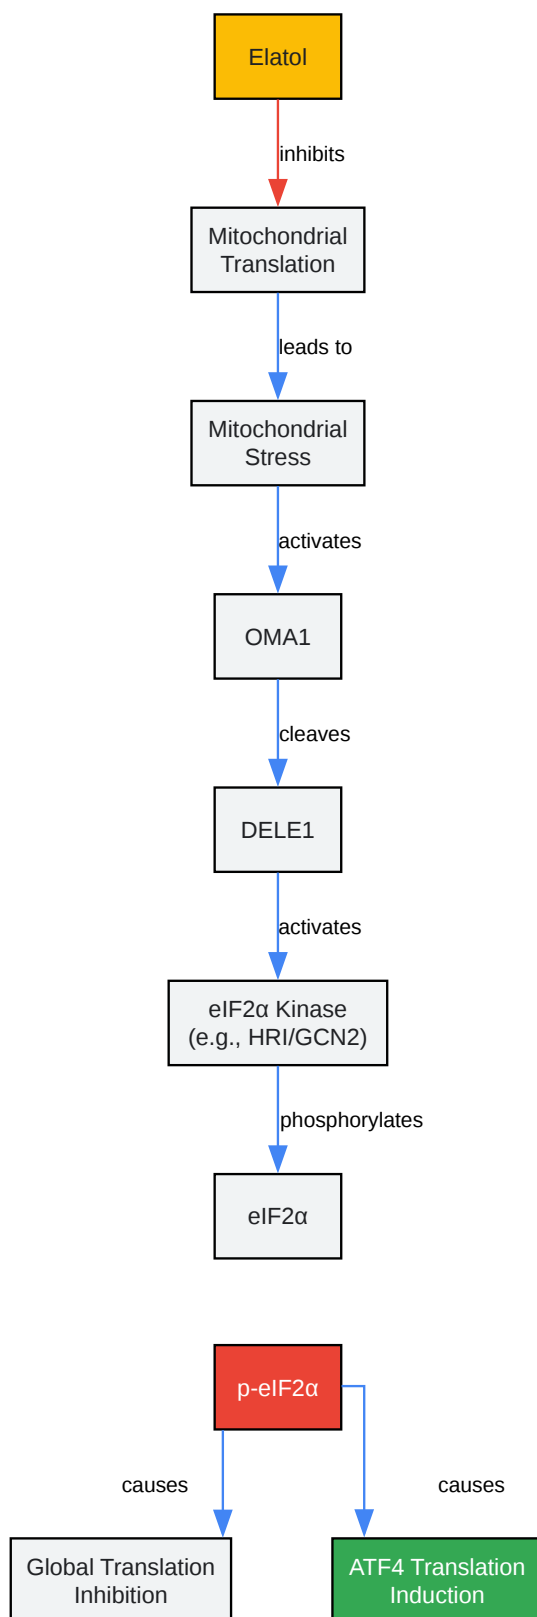 Elatol
inhibits
Mitochondrial
Translation
leads to
Mitochondrial
Stress
activates
OMA1
cleaves
DELE1
activates
eIF2α Kinase
(e.g., HRI/GCN2)
phosphorylates
eIF2α
p-eIF2α
causes
causes
Global Translation
Inhibition
ATF4 Translation
Induction